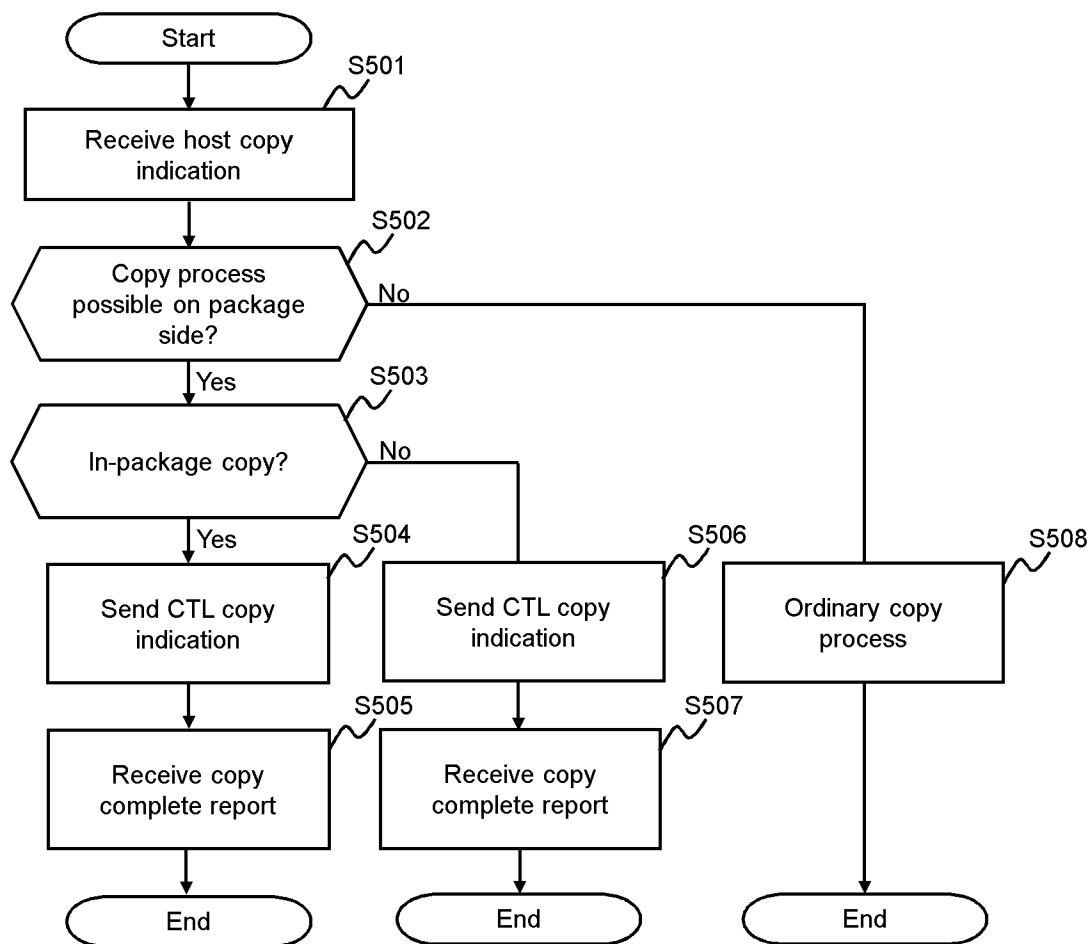 Start
S501
Receive host copy
indication
S502
Copy process
possible on package
side?
No
Yes
S503
In-package copy?
No
Yes
S504
Send CTL copy
indication
S506
Send CTL copy
indication
S508
Ordinary copy
process
S505
Receive copy
complete report
S507
Receive copy
complete report
End
End
End